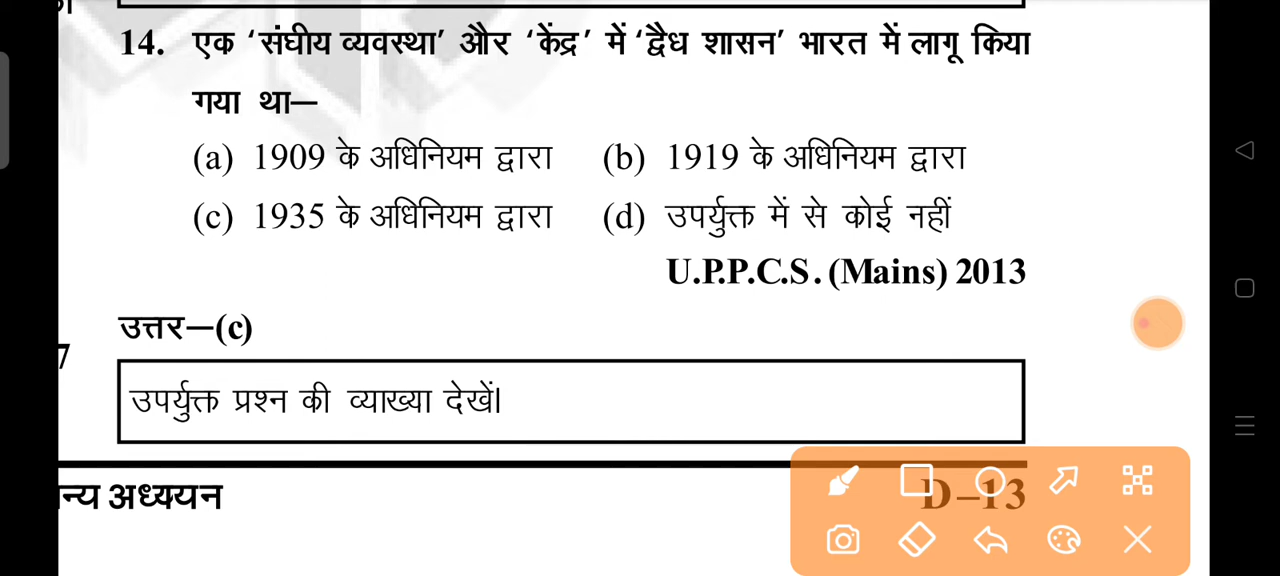 14. एक ‘संघीय व्यवस्था’ और ‘केंद्र’ में ‘द्वैध शासन’ भारत में लागू किया
गया था—
(a) 1909 के अधिनियम द्वारा (b) 1919 के अधिनियम द्वारा
(c) 1935 के अधिनियम द्वारा (d) उपर्युक्त में से कोई नहीं
U.P.P.C.S. (Mains) 2013
उत्तर—(c)
7
उपर्युक्त प्रश्न की व्याख्या देखें।
न्य अध्ययन D–13